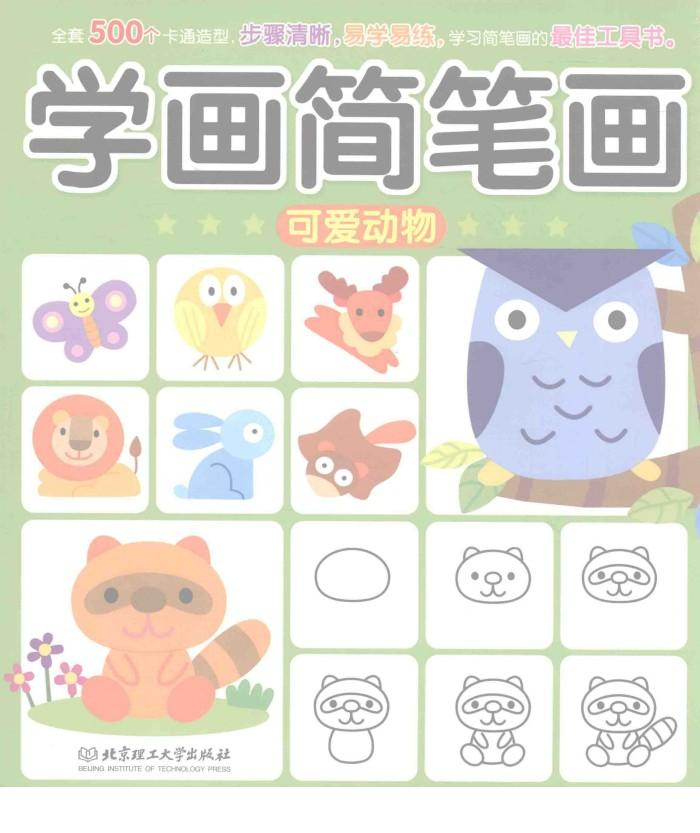 全套500个卡通造型,步骤清晰,易学易练,学习简笔画的最佳工具书。
学画简笔画
可爱动物
北京理工大学出版社
BEIJING INSTITUTE OF TECHNOLOGY PRESS